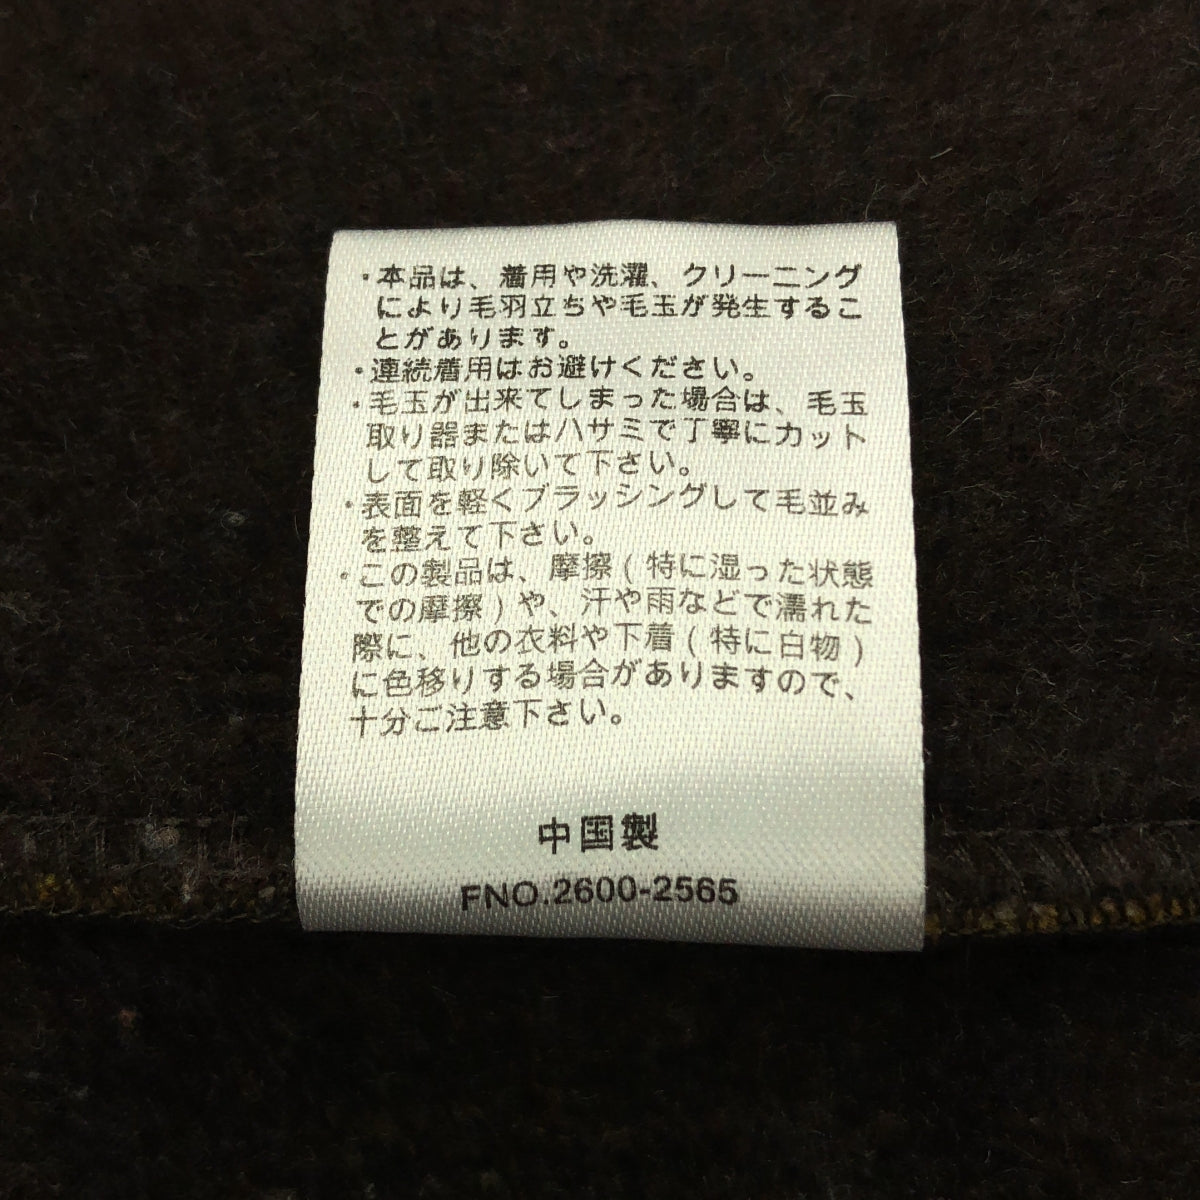 ・本品は、着用や洗濯、クリーニング
により毛羽立ちや毛玉が発生するこ
とがあります。
・連続着用はお避けください。
・毛玉が出来てしまった場合は、毛玉
取り器またはハサミで丁寧にカット
して取り除いて下さい。
・表面を軽くブラッシングして毛並み
を整えて下さい。
・この製品は、摩擦(特に湿った状態
での摩擦)や、汗や雨などで濡れた
際に、他の衣料や下着(特に白物)
に色移りする場合がありますので、
十分ご注意下さい。
中国製
FNO.2600-2565